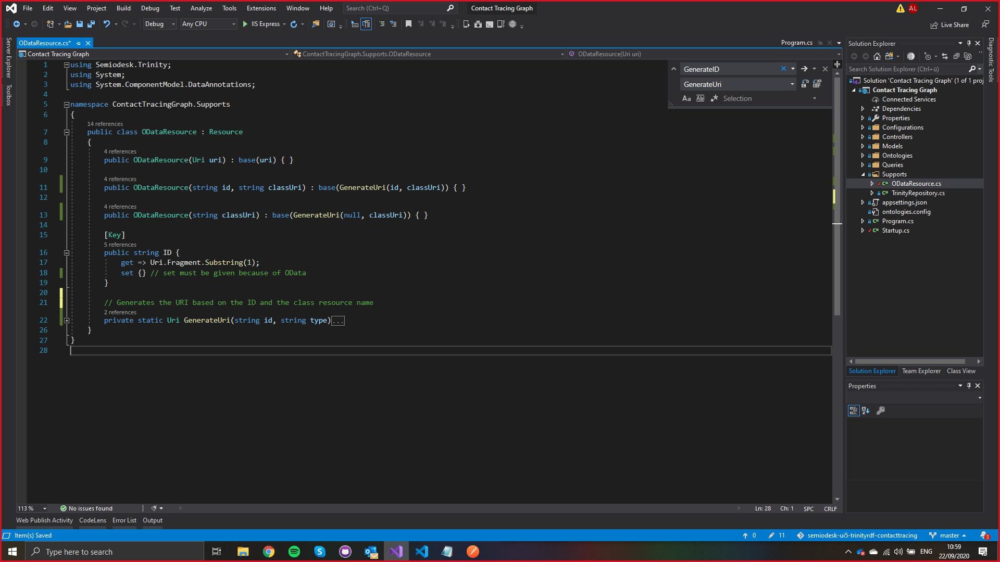 File Edit View Project Build Debug Test Analyze Tools Extensions Window Help Search (Ctrl+Q) Contact Tracing Graph AL
Debug Any CPU IIS Express Live Share
ODataResource.cs* Program.cs
Contact Tracing Graph ContactTracingGraph.Supports.ODataResource ODataResource(Uri uri)
Server Explorer
Toolbox
1 using Semiodesk.Trinity;
2 using System;
3 using System.ComponentModel.DataAnnotations;
4
5 namespace ContactTracingGraph.Supports
6 {
14 references
7 public class ODataResource : Resource
8 {
4 references
9 public ODataResource(Uri uri) : base(uri) { }
10
4 references
11 public ODataResource(string id, string classUri) : base(GenerateUri(id, classUri)) { }
12
4 references
13 public ODataResource(string classUri) : base(GenerateUri(null, classUri)) { }
14
15 [Key]
5 references
16 public string ID {
17 get => Uri.Fragment.Substring(1);
18 set {} // set must be given because of OData
19 }
20
21 // Generates the URI based on the ID and the class resource name
2 references
22 private static Uri GenerateUri(string id, string type)...
26 }
27 }
28
GenerateID
GenerateUri
Aa Ab Selection
Solution Explorer
Search Solution Explorer (Ctrl+ü)
Solution 'Contact Tracing Graph' (1 of 1 proj
Contact Tracing Graph
Connected Services
Dependencies
Properties
Configurations
Controllers
Models
Ontologies
Queries
Supports
C# ODataResource.cs
C# TrinityRepository.cs
appsettings.json
ontologies.config
C# Program.cs
C# Startup.cs
Solution Explorer Team Explorer Class View
Properties
Diagnostic Tools
113 % No issues found Ln: 28 Ch: 1 SPC CRLF
Web Publish Activity CodeLens Error List Output
Item(s) Saved 0 11 semiodesk-ui5-trinityrdf-contacttracing master 3
Type here to search ENG 10:59
22/09/2020